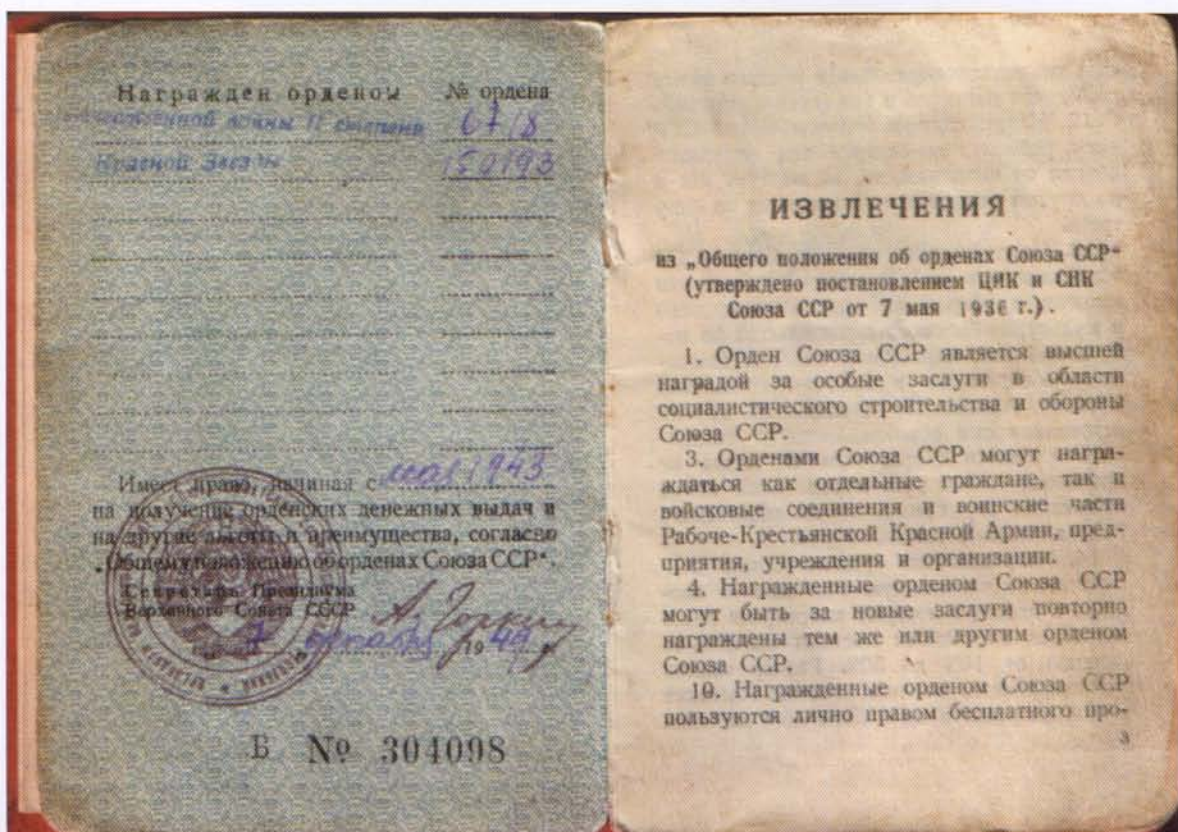 Награжден орденом № ордена
войны II степени 6718
Красной Звезды 150193
Имеет право, начиная с мая 1943
на получение орденских денежных выдач и
на другие льготы и преимущества, согласно
„Общему положению об орденах Союза ССР“.
Секретарь Президиума
Верховного Совета СССР А. Горкин
7 19 49 г.
Б № 304098
ИЗВЛЕЧЕНИЯ
из „Общего положения об орденах Союза ССР“
(утверждено постановлением ЦИК и СНК
Союза ССР от 7 мая 1936 г.).
1. Орден Союза ССР является высшей
наградой за особые заслуги в области
социалистического строительства и обороны
Союза ССР.
3. Орденами Союза ССР могут награ-
ждаться как отдельные граждане, так и
войсковые соединения и воинские части
Рабоче-Крестьянской Красной Армии, пред-
приятия, учреждения и организации.
4. Награжденные орденом Союза ССР
могут быть за новые заслуги повторно
награждены тем же или другим орденом
Союза ССР.
10. Награжденные орденом Союза ССР
пользуются лично правом бесплатного про-
3